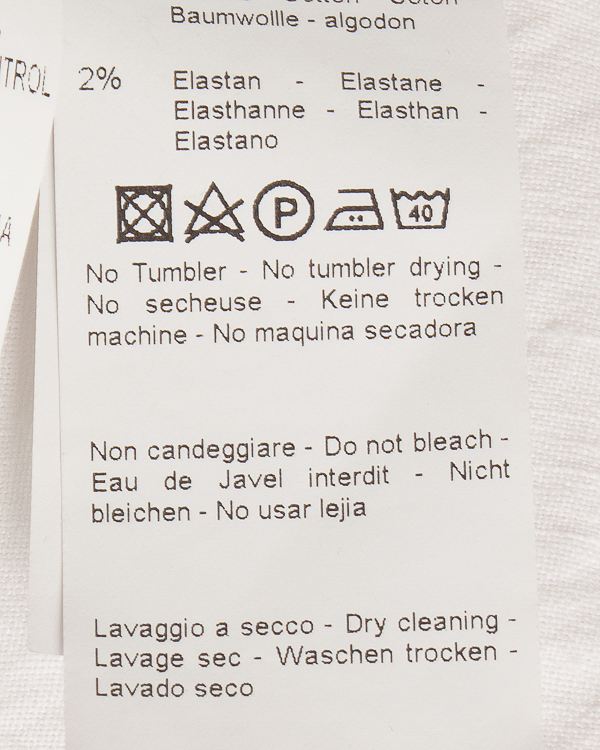 Baumwollle - algodon
2% Elastan - Elastane -
Elasthanne - Elasthan -
Elastano
P 40
No Tumbler - No tumbler drying -
No secheuse - Keine trocken
machine - No maquina secadora
Non candeggiare - Do not bleach -
Eau de Javel interdit - Nicht
bleichen - No usar lejia
Lavaggio a secco - Dry cleaning -
Lavage sec - Waschen trocken -
Lavado seco